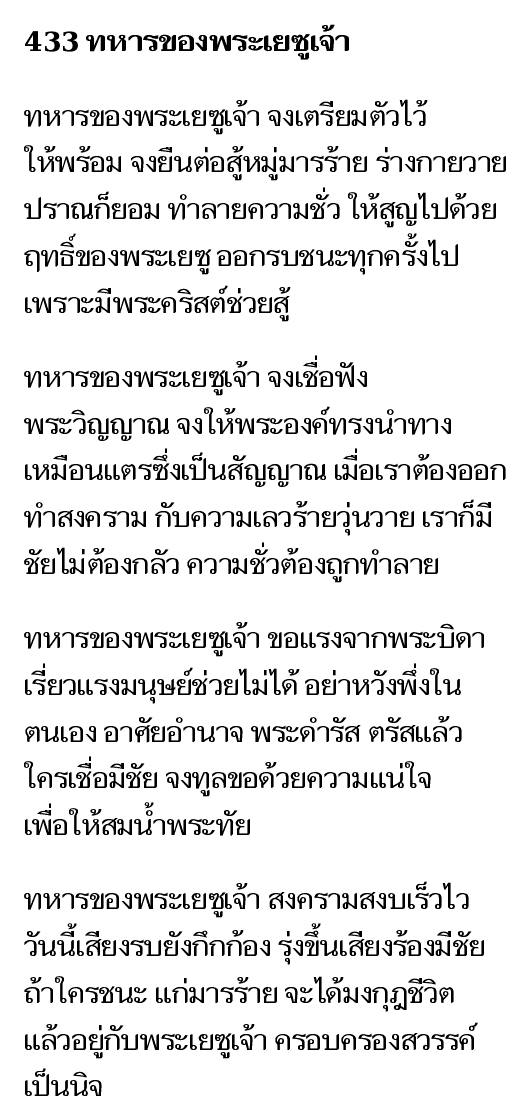 433 ทหารของพระเยซูเจ้า
ทหารของพระเยซูเจ้า จงเตรียมตัวไว้
ให้พร้อม จงยืนต่อสู้หมู่มารร้าย ร่างกายวาย
ปราณก็ยอม ทำลายความชั่ว ให้สูญไปด้วย
ฤทธิ์ของพระเยซู ออกรบชนะทุกครั้งไป
เพราะมีพระคริสต์ช่วยสู้
ทหารของพระเยซูเจ้า จงเชื่อฟัง
พระวิญญาณ จงให้พระองค์ทรงนำทาง
เหมือนแตรซึ่งเป็นสัญญาณ เมื่อเราต้องออก
ทำสงคราม กับความเลวร้ายวุ่นวาย เราก็มี
ชัยไม่ต้องกลัว ความชั่วต้องถูกทำลาย
ทหารของพระเยซูเจ้า ขอแรงจากพระบิดา
เรี่ยวแรงมนุษย์ช่วยไม่ได้ อย่าหวังพึ่งใน
ตนเอง อาศัยอำนาจ พระดำรัส ตรัสแล้ว
ใครเชื่อมีชัย จงทูลขอด้วยความแน่ใจ
เพื่อให้สมน้ำพระทัย
ทหารของพระเยซูเจ้า สงครามสงบเร็วไว
วันนี้เสียงรบยังกึกก้อง รุ่งขึ้นเสียงร้องมีชัย
ถ้าใครชนะ แก่มารร้าย จะได้มงกุฎชีวิต
แล้วอยู่กับพระเยซูเจ้า ครอบครองสวรรค์
เป็นนิจ